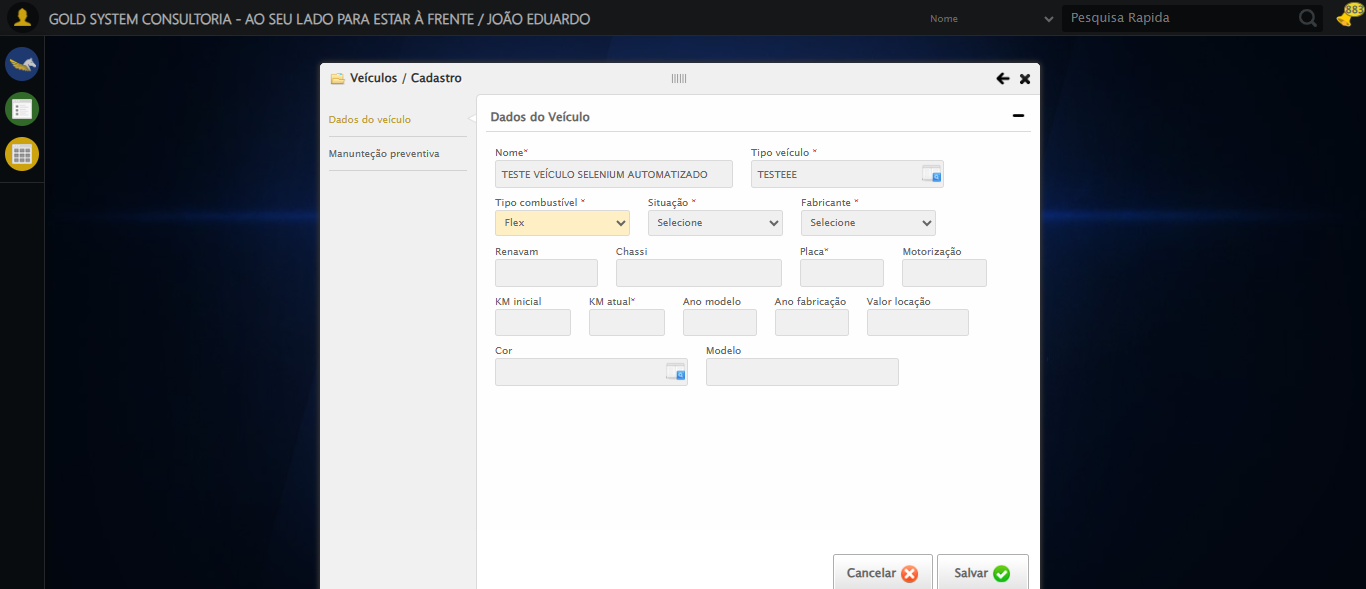 GOLD SYSTEM CONSULTORIA - AO SEU LADO PARA ESTAR À FRENTE / JOÃO EDUARDO
Nome
Pesquisa Rapida
883
Veículos / Cadastro
Dados do veículo
Manunteção preventiva
Dados do Veículo
Nome*
Tipo veículo *
TESTE VEÍCULO SELENIUM AUTOMATIZADO
TESTEEE
Tipo combustível *
Situação *
Fabricante *
Flex
Selecione
Selecione
Renavam
Chassi
Placa*
Motorização
KM inicial
KM atual*
Ano modelo
Ano fabricação
Valor locação
Cor
Modelo
Cancelar
Salvar